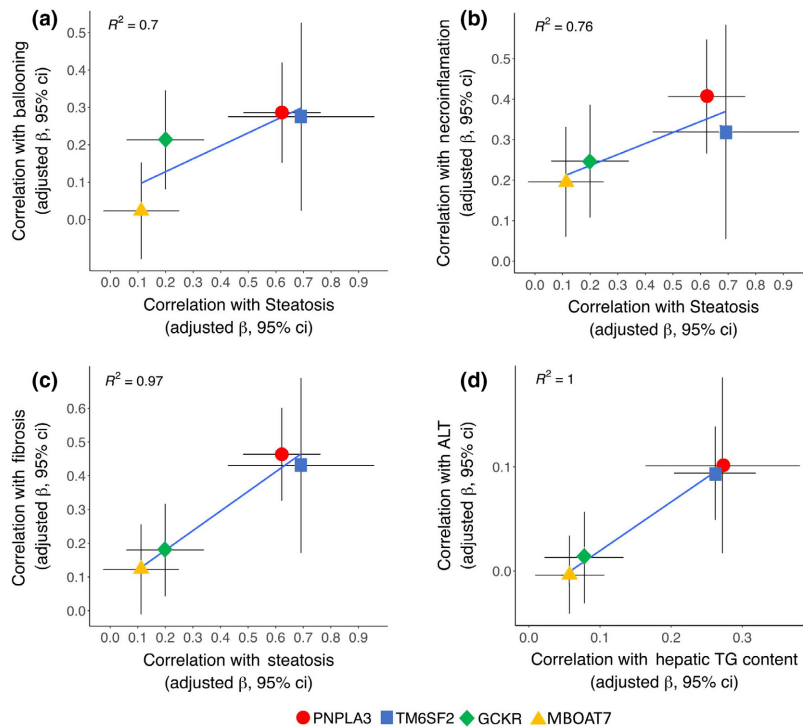 (a)
R² = 0.7
Correlation with ballooning
(adjusted β, 95% ci)
0.5
0.4
0.3
0.2
0.1
0.0
0.0 0.1 0.2 0.3 0.4 0.5 0.6 0.7 0.8 0.9
Correlation with Steatosis
(adjusted β, 95% ci)
(b)
R² = 0.76
Correlation with necroinflamation
(adjusted β, 95% ci)
0.5
0.4
0.3
0.2
0.1
0.0
0.0 0.1 0.2 0.3 0.4 0.5 0.6 0.7 0.8 0.9
Correlation with Steatosis
(adjusted β, 95% ci)
(c)
R² = 0.97
Correlation with fibrosis
(adjusted β, 95% ci)
0.6
0.5
0.4
0.3
0.2
0.1
0.0
0.0 0.1 0.2 0.3 0.4 0.5 0.6 0.7 0.8 0.9
Correlation with steatosis
(adjusted β, 95% ci)
(d)
R² = 1
Correlation with ALT
(adjusted β, 95% ci)
0.1
0.0
0.0 0.1 0.3
Correlation with hepatic TG content
(adjusted β, 95% ci)
PNPLA3 TM6SF2 GCKR MBOAT7